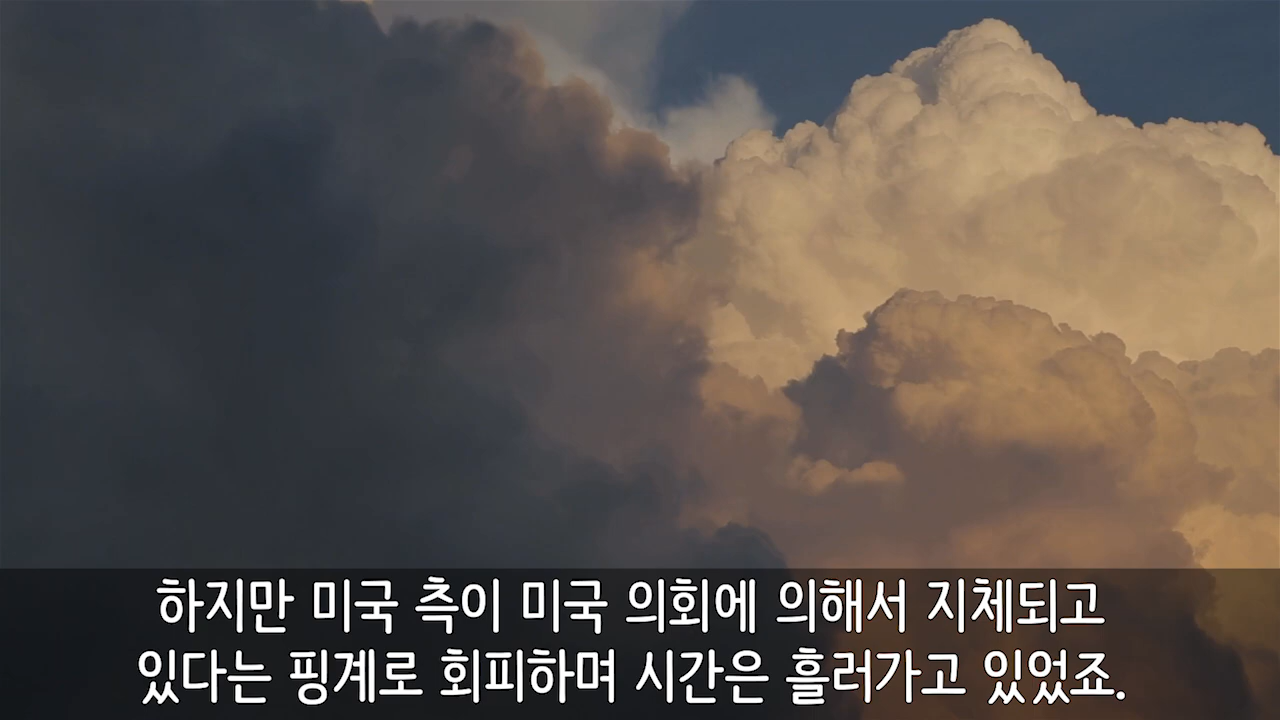 하지만 미국 측이 미국 의회에 의해서 지체되고
있다는 핑계로 회피하며 시간은 흘러가고 있었죠.